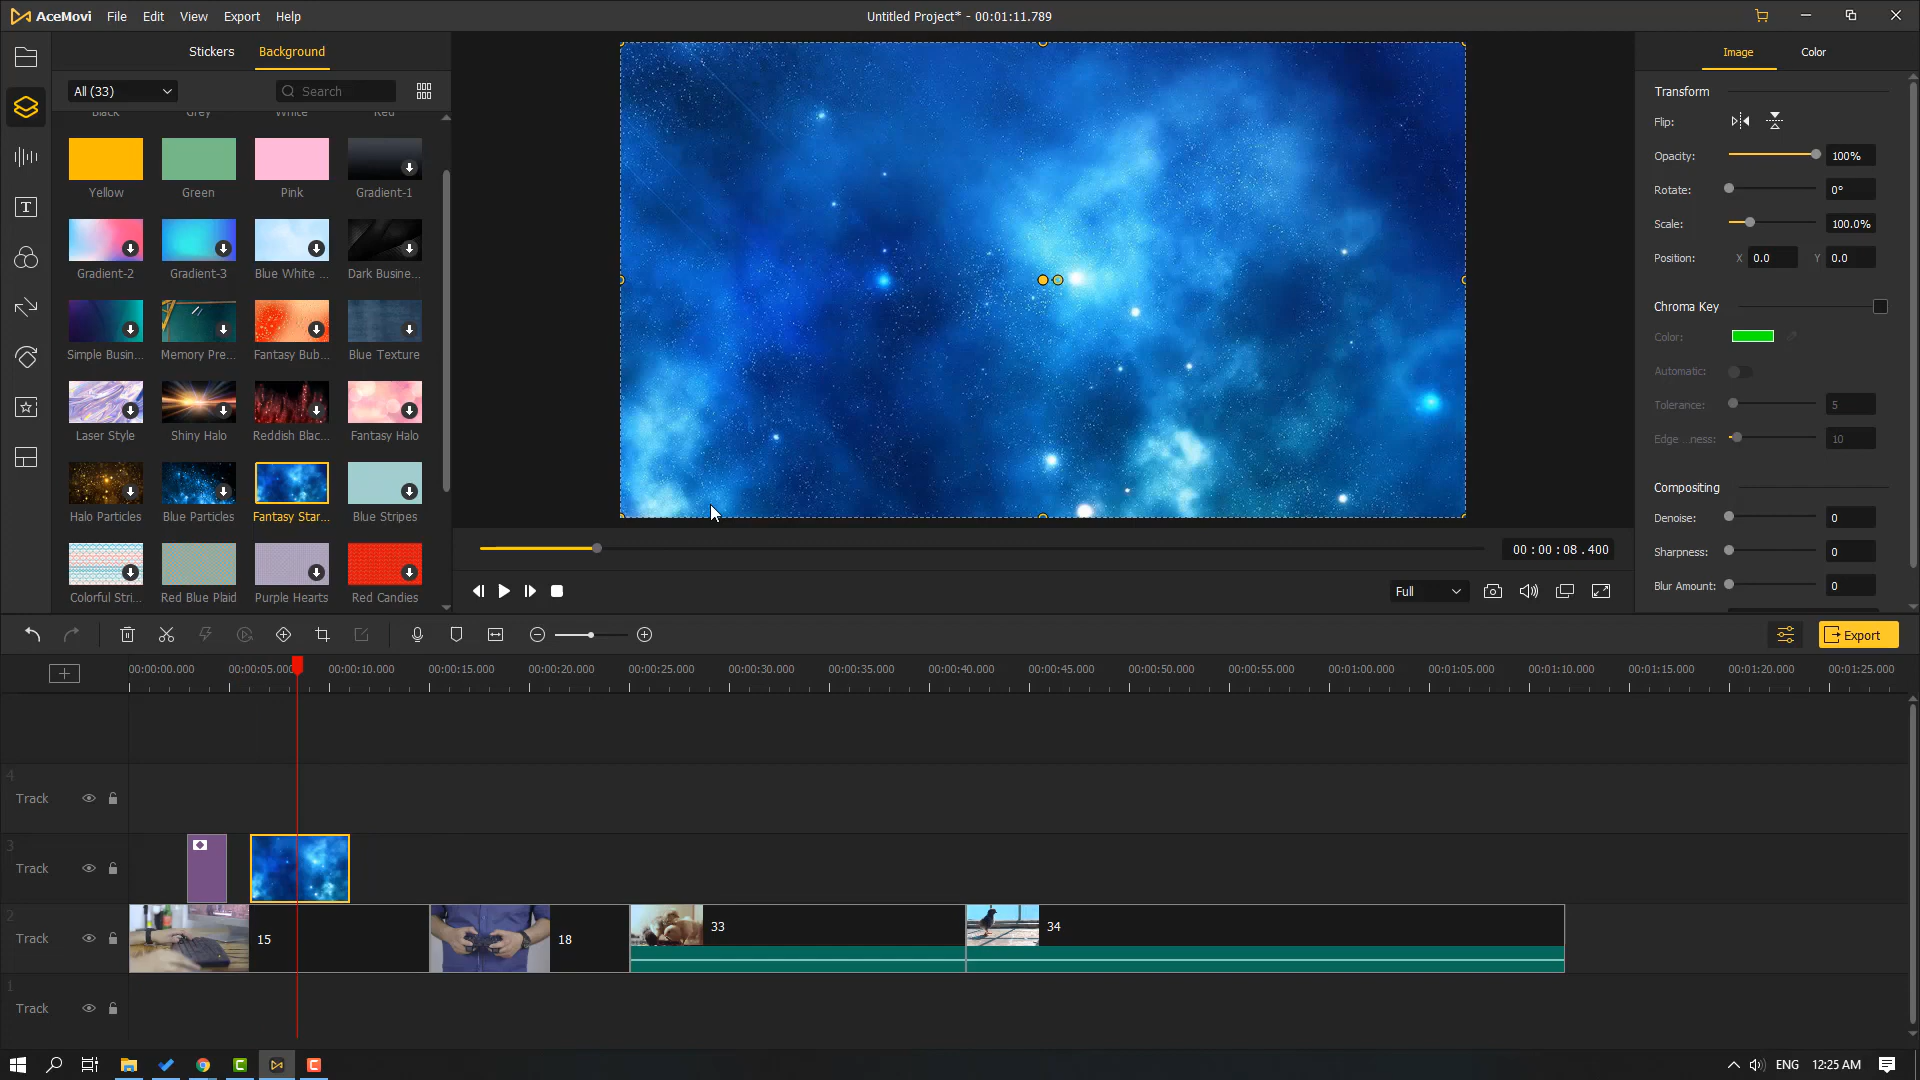 AceMovi File Edit View Export Help
Untitled Project* - 00:01:11.789
Stickers Background
All (33) Search
Black Grey White Red
Yellow Green Pink Gradient-1
Gradient-2 Gradient-3 Blue White ... Dark Busine...
Simple Busin... Memory Pre... Fantasy Bub... Blue Texture
Laser Style Shiny Halo Reddish Blac... Fantasy Halo
Halo Particles Blue Particles Fantasy Star... Blue Stripes
Colorful Stri... Red Blue Plaid Purple Hearts Red Candies
00 : 00 : 08 . 400
Full
Image Color
Transform
Flip:
Opacity: 100%
Rotate: 0°
Scale: 100.0%
Position: X 0.0 Y 0.0
Chroma Key
Color:
Automatic:
Tolerance: 5
Edge ...ness: 10
Compositing
Denoise: 0
Sharpness: 0
Blur Amount: 0
Export
00:00:00.000 00:00:05.000 00:00:10.000 00:00:15.000 00:00:20.000 00:00:25.000 00:00:30.000 00:00:35.000 00:00:40.000 00:00:45.000 00:00:50.000 00:00:55.000 00:01:00.000 00:01:05.000 00:01:10.000 00:01:15.000 00:01:20.000 00:01:25.000
4
Track
3
Track
2
Track
15 18 33 34
1
Track
ENG 12:25 AM